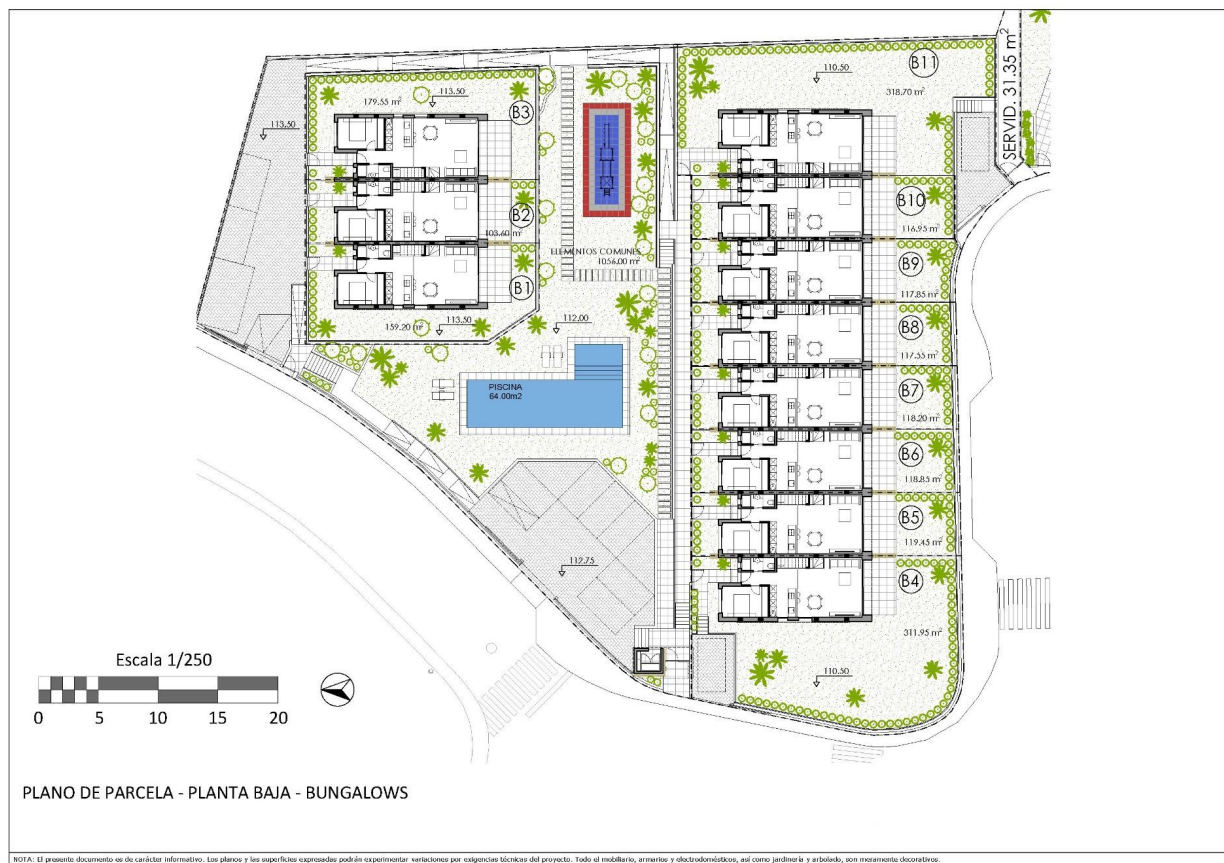 B11
110.50
318.70 m²
SERVID. 31.35 m²
179.55 m²
113.50
B3
113.50
B2
103.60 m²
B10
116.95 m²
ELEMENTOS COMUNES
1056.00 m²
B9
117.85 m²
B1
159.20 m²
113.50
112.00
B8
117.55 m²
PISCINA
64.00m2
B7
118.20 m²
B6
118.85 m²
B5
119.45 m²
112.75
B4
311.95 m²
110.50
Escala 1/250
0 5 10 15 20
PLANO DE PARCELA - PLANTA BAJA - BUNGALOWS
NOTA: El presente documento es de carácter informativo. Los planos y las superficies expresadas podrán experimentar variaciones por exigencias técnicas del proyecto. Todo el mobiliario, armarios y electrodomésticos, así como jardinería y arbolado, son meramente decorativos.